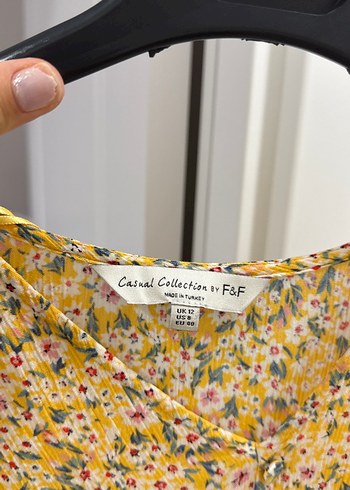 Casual Collection BY F&F
MADE IN TURKEY
UK 12
US 8
EU 40